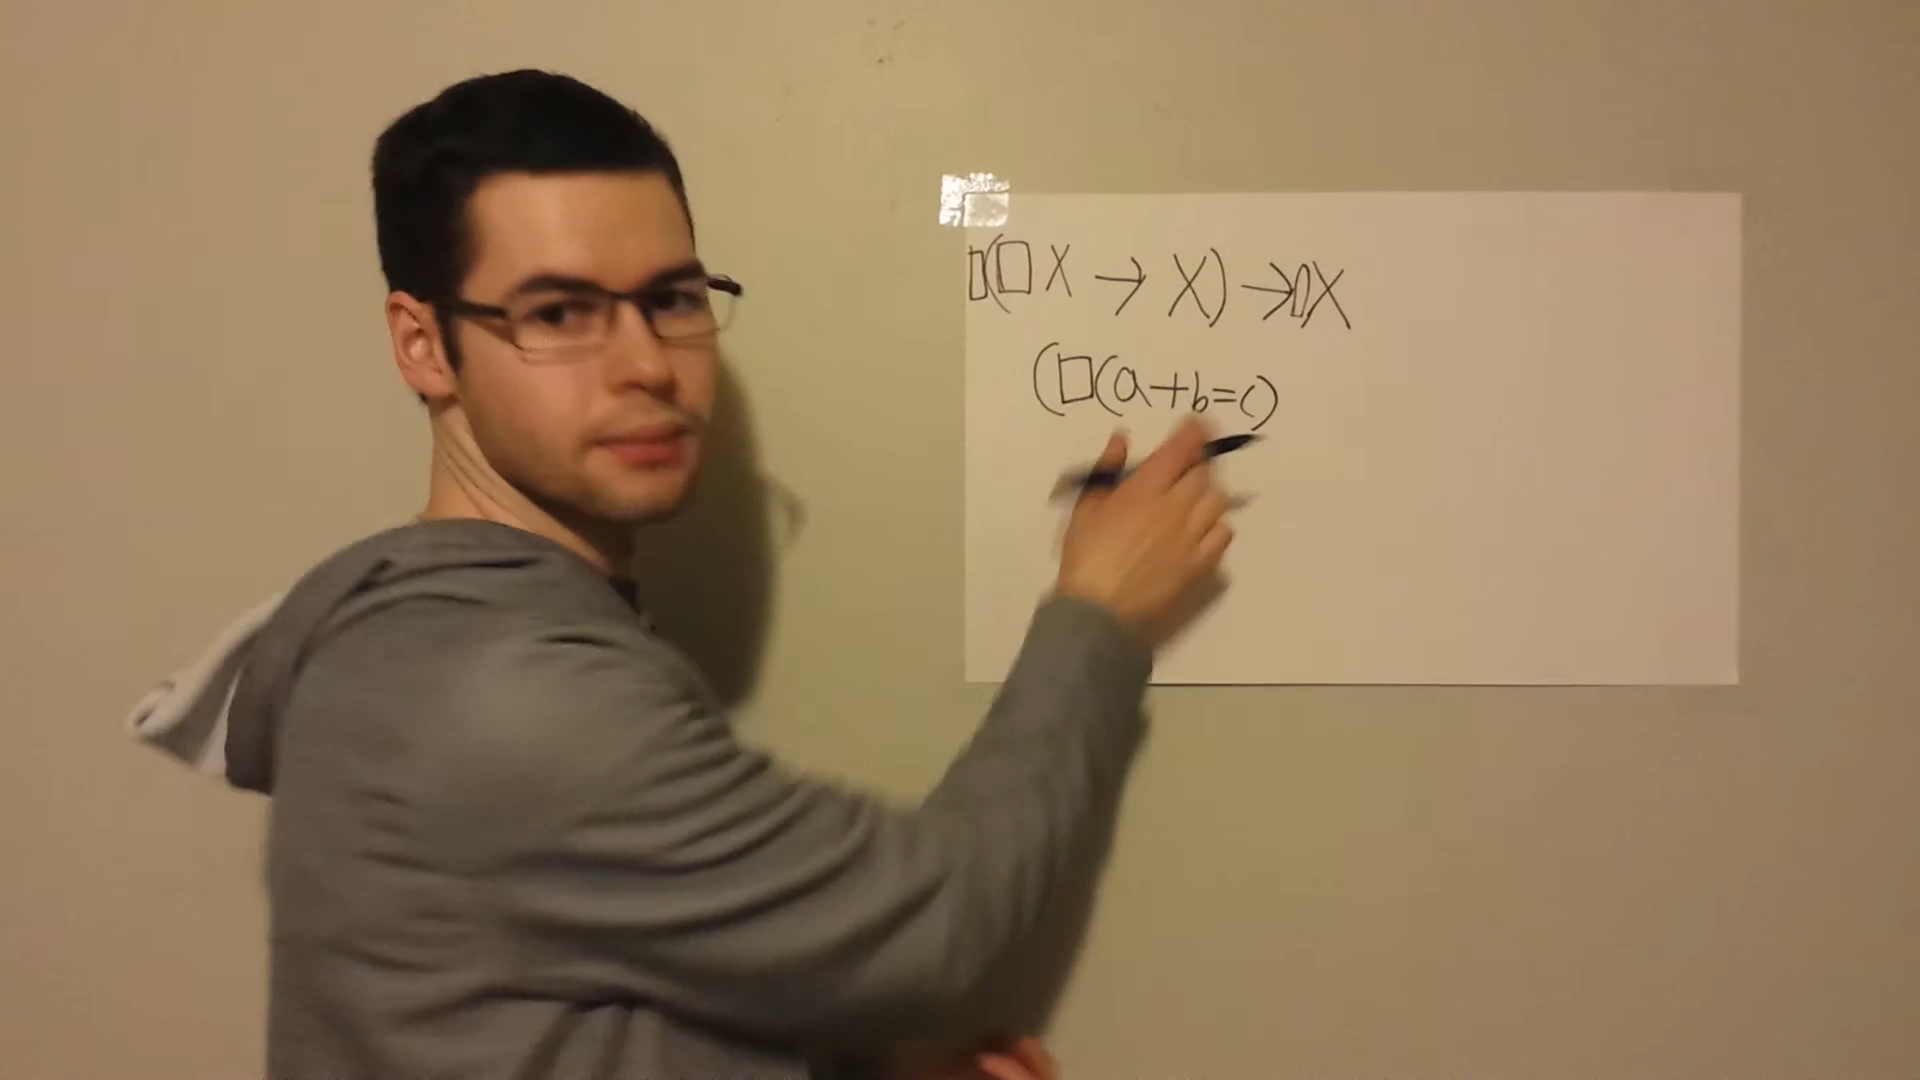 □(□X → X) → □X
(□(a+b=c)